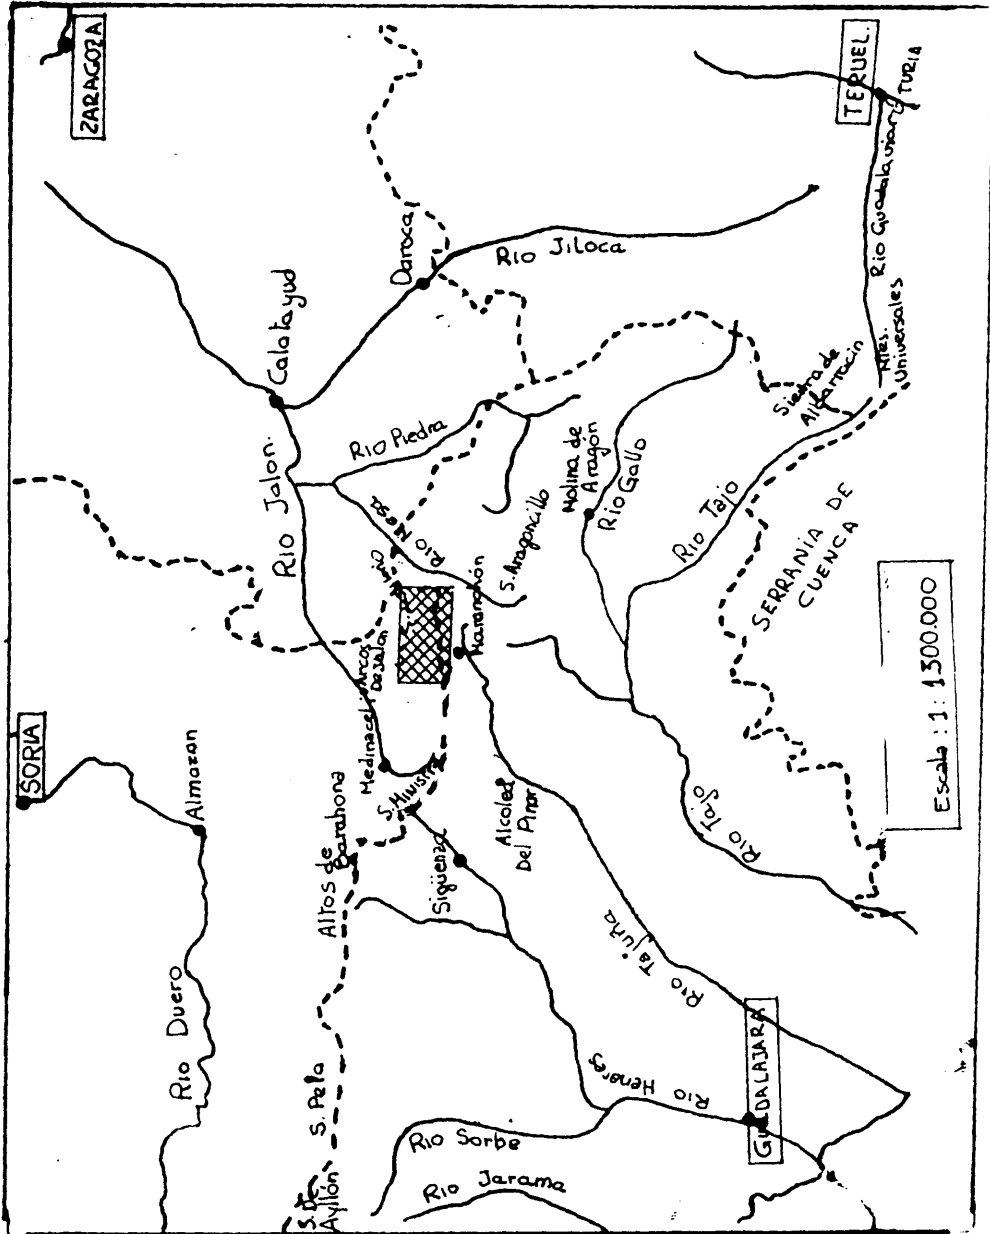 ZARAGOZA
TERUEL.
TURIA
Rio Guadalaviar
Daroca
Rio Jiloca
Calatayud
Mtes.
Universales
Sierra de
Albarracin
Rio Piedra
Rio Jalon.
Molina de
Aragón
Rio Gallo
Rio Mesa
S. Aragoncillo
Rio Tajo
SERRANIA DE
CUENCA
Maranchón
Arcos
De Jalon
Medinaceli
SORIA
Almazan
S. Ministra
Altos de
Barahona
Sigüenza
Alcolea
Del Pinar
Rio Tajo
Escala : 1: 1300.000
Rio Duero
Rio Tajuña
S. Pela
Rio Henares
GUADALAJARA
Rio Sorbe
Rio Jarama
S. De
Ayllón